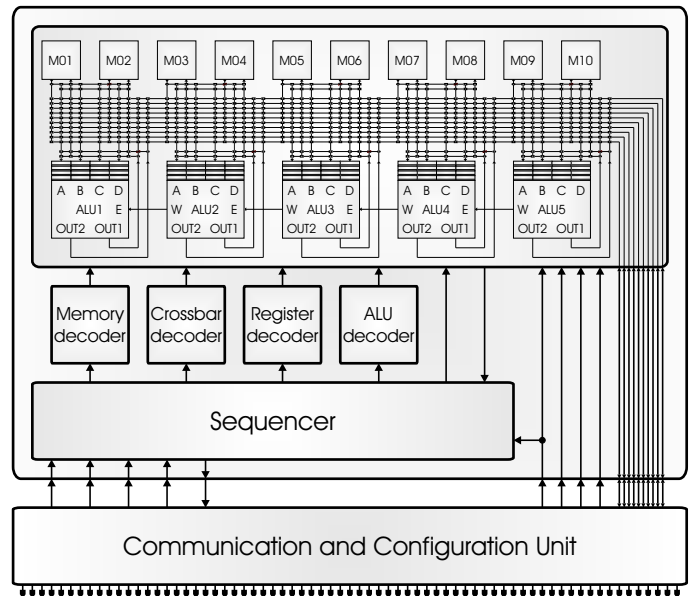 M01 M02 M03 M04 M05 M06 M07 M08 M09 M10
A B C D A B C D A B C D A B C D A B C D
ALU1 E W ALU2 E W ALU3 E W ALU4 E W ALU5
OUT2 OUT1 OUT2 OUT1 OUT2 OUT1 OUT2 OUT1 OUT2 OUT1
Memory decoder
Crossbar decoder
Register decoder
ALU decoder
Sequencer
Communication and Configuration Unit